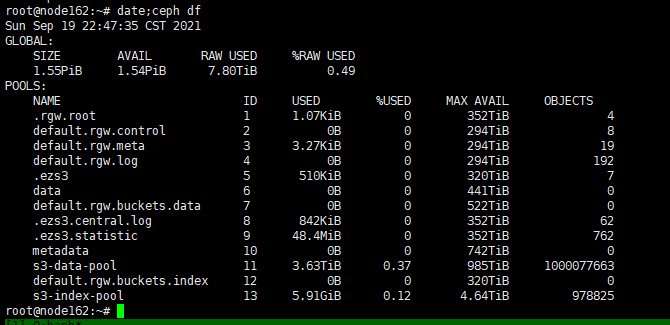 root@node162:~# date;ceph df
Sun Sep 19 22:47:35 CST 2021
GLOBAL:
SIZE AVAIL RAW USED %RAW USED
1.55PiB 1.54PiB 7.80TiB 0.49
POOLS:
NAME ID USED %USED MAX AVAIL OBJECTS
.rgw.root 1 1.07KiB 0 352TiB 4
default.rgw.control 2 0B 0 294TiB 8
default.rgw.meta 3 3.27KiB 0 294TiB 19
default.rgw.log 4 0B 0 294TiB 192
.ezs3 5 510KiB 0 320TiB 7
data 6 0B 0 441TiB 0
default.rgw.buckets.data 7 0B 0 522TiB 0
.ezs3.central.log 8 842KiB 0 352TiB 62
.ezs3.statistic 9 48.4MiB 0 352TiB 762
metadata 10 0B 0 742TiB 0
s3-data-pool 11 3.63TiB 0.37 985TiB 1000077663
default.rgw.buckets.index 12 0B 0 320TiB 0
s3-index-pool 13 5.91GiB 0.12 4.64TiB 978825
root@node162:~#